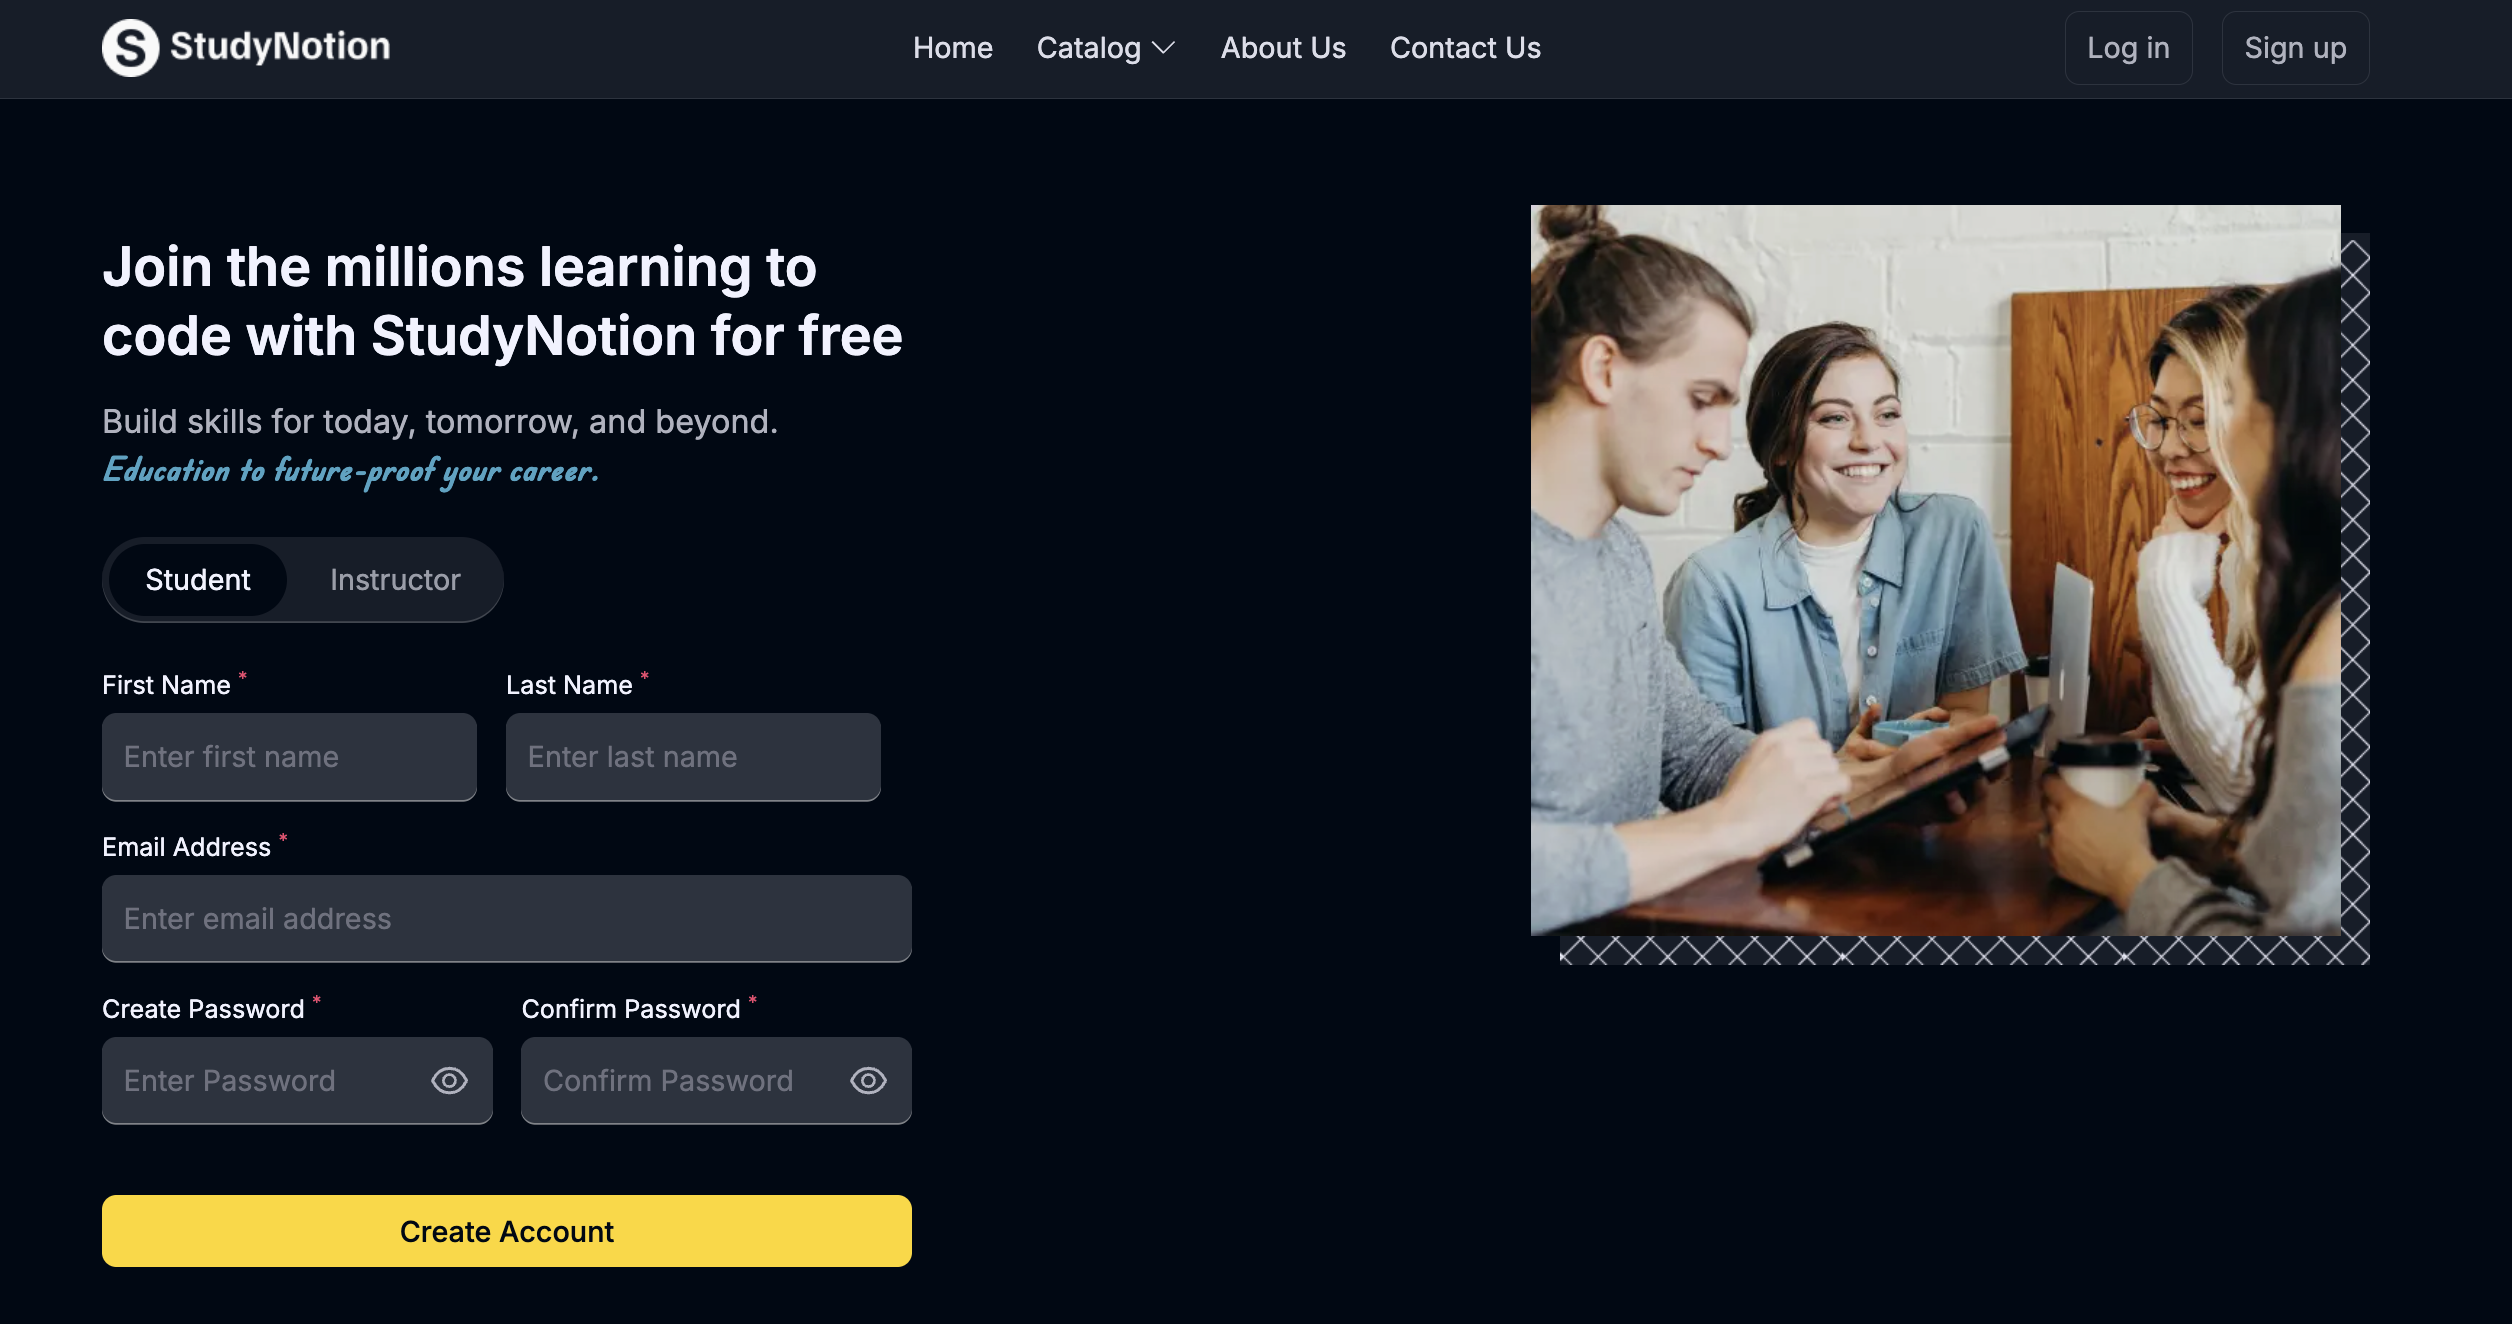 S StudyNotion Home Catalog About Us Contact Us Log in Sign up
Join the millions learning to
code with StudyNotion for free
Build skills for today, tomorrow, and beyond.
Education to future-proof your career.
Student Instructor
First Name * Last Name *
Enter first name Enter last name
Email Address *
Enter email address
Create Password * Confirm Password *
Enter Password Confirm Password
Create Account